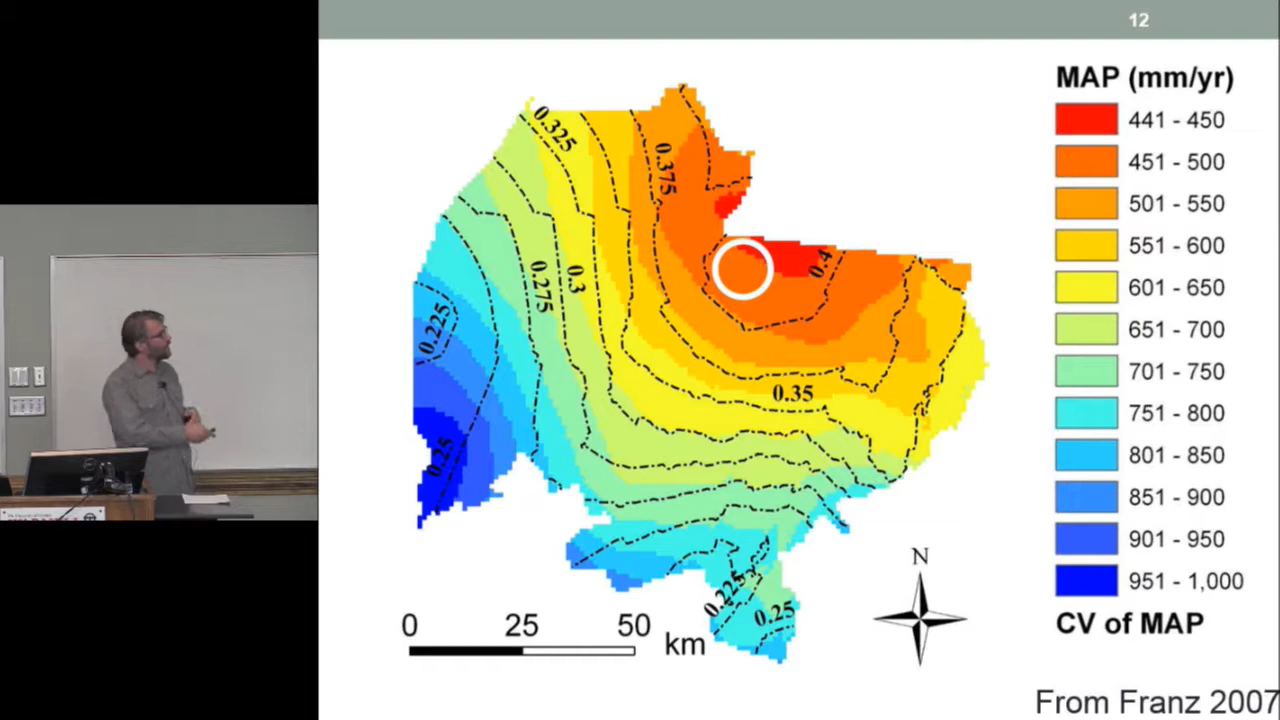 12
MAP (mm/yr)
441 - 450
451 - 500
501 - 550
551 - 600
601 - 650
651 - 700
701 - 750
751 - 800
801 - 850
851 - 900
901 - 950
951 - 1,000
CV of MAP
0.325
0.375
0.4
0.275
0.3
0.225
0.35
0.25
0.225
0.25
N
0 25 50
km
From Franz 2007